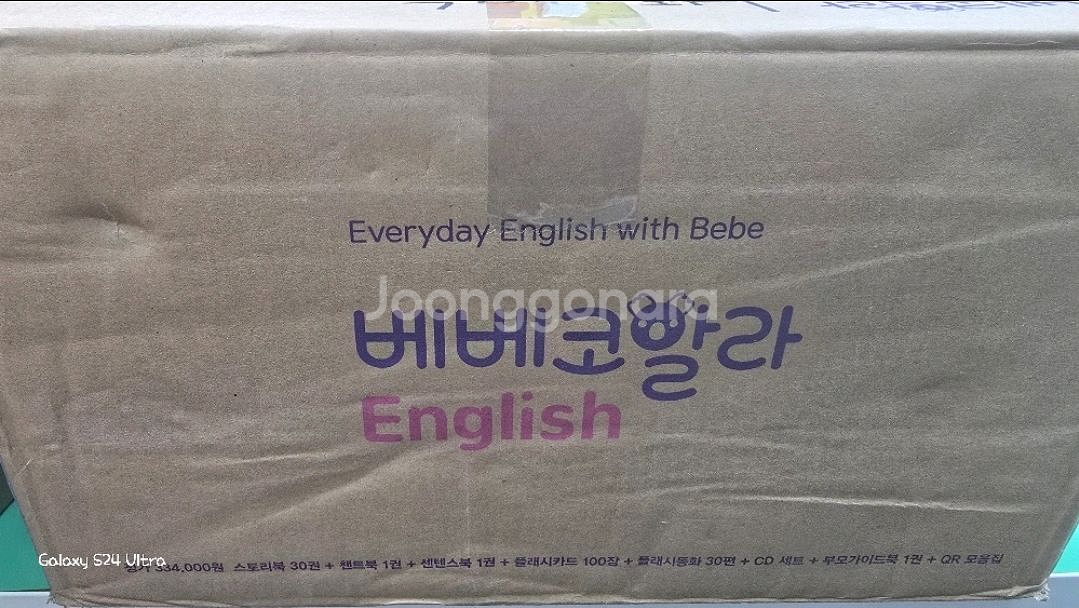 Everyday English with Bebe
Joonggonara
베베코알라
English
Galaxy S24 Ultra
정가 334,000원 스토리북 30권 + 챈트북 1권 + 센텐스북 1권 + 플래시카드 100장 + 플래시동화 30편 + CD 세트 + 부모가이드북 1권 + QR 모음집